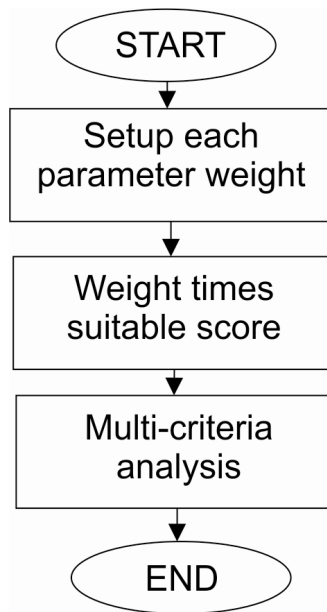 START
Setup each
parameter weight
Weight times
suitable score
Multi-criteria
analysis
END